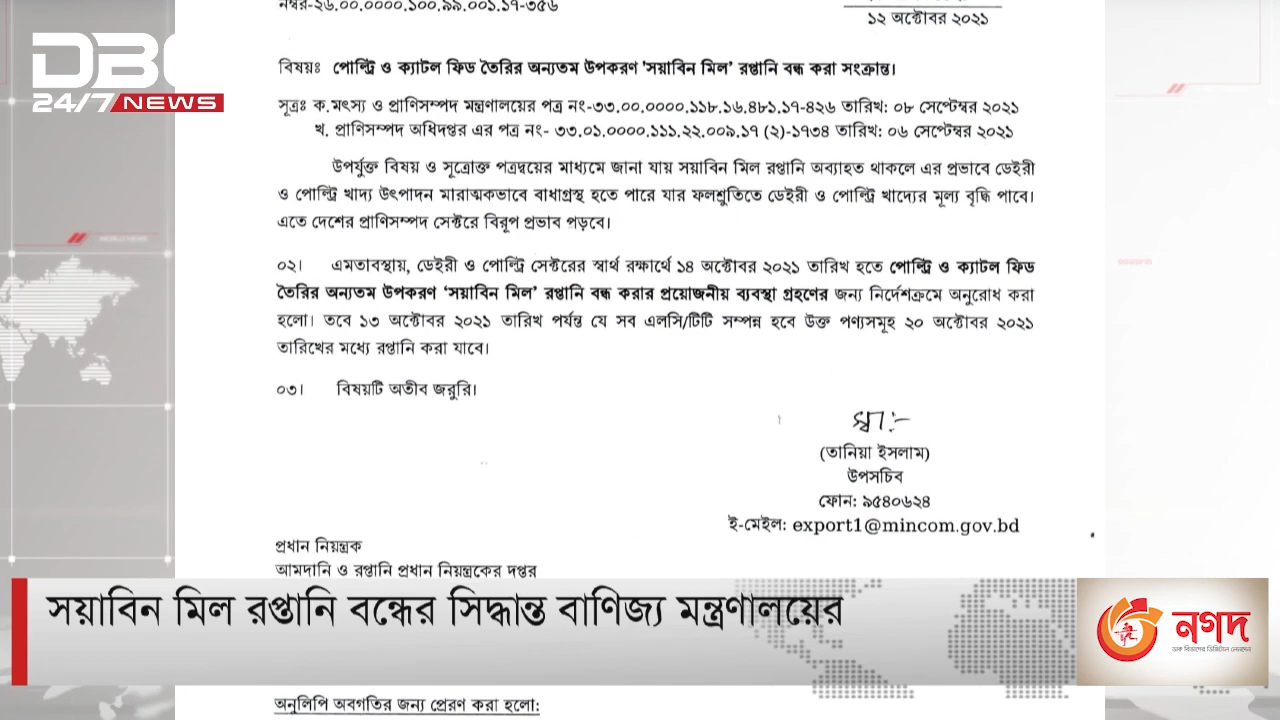 নম্বর-২৬.০০.০০০০.১০০.৯৯.০০১.১৭-৩৫৬
১২ অক্টোবর ২০২১
DBC
24/7 NEWS
বিষয়ঃ পোল্ট্রি ও ক্যাটল ফিড তৈরির অন্যতম উপকরণ 'সয়াবিন মিল' রপ্তানি বন্ধ করা সংক্রান্ত।
সূত্রঃ ক.মৎস্য ও প্রাণিসম্পদ মন্ত্রণালয়ের পত্র নং-৩৩.০০.০০০০.১১৮.১৬.৪৮১.১৭-৪২৬ তারিখ: ০৮ সেপ্টেম্বর ২০২১
খ. প্রাণিসম্পদ অধিদপ্তর এর পত্র নং- ৩৩.০১.০০০০.১১১.২২.০০৯.১৭ (২)-১৭৩৪ তারিখ: ০৬ সেপ্টেম্বর ২০২১
উপর্যুক্ত বিষয় ও সূত্রোক্ত পত্রদ্বয়ের মাধ্যমে জানা যায় সয়াবিন মিল রপ্তানি অব্যাহত থাকলে এর প্রভাবে ডেইরী
ও পোল্ট্রি খাদ্য উৎপাদন মারাত্মকভাবে বাধাগ্রস্থ হতে পারে যার ফলশ্রুতিতে ডেইরী ও পোল্ট্রি খাদ্যের মূল্য বৃদ্ধি পাবে।
এতে দেশের প্রাণিসম্পদ সেক্টরে বিরূপ প্রভাব পড়বে।
০২। এমতাবস্থায়, ডেইরী ও পোল্ট্রি সেক্টরের স্বার্থ রক্ষার্থে ১৪ অক্টোবর ২০২১ তারিখ হতে পোল্ট্রি ও ক্যাটল ফিড
তৈরির অন্যতম উপকরণ 'সয়াবিন মিল' রপ্তানি বন্ধ করার প্রয়োজনীয় ব্যবস্থা গ্রহণের জন্য নির্দেশক্রমে অনুরোধ করা
হলো। তবে ১৩ অক্টোবর ২০২১ তারিখ পর্যন্ত যে সব এলসি/টিটি সম্পন্ন হবে উক্ত পণ্যসমূহ ২০ অক্টোবর ২০২১
তারিখের মধ্যে রপ্তানি করা যাবে।
০৩। বিষয়টি অতীব জরুরি।
স্বা:-
(তানিয়া ইসলাম)
উপসচিব
ফোন: ৯৫৪০৬২৪
ই-মেইল: export1@mincom.gov.bd
প্রধান নিয়ন্ত্রক
আমদানি ও রপ্তানি প্রধান নিয়ন্ত্রকের দপ্তর
সয়াবিন মিল রপ্তানি বন্ধের সিদ্ধান্ত বাণিজ্য মন্ত্রণালয়ের
নগদ
ডাক বিভাগের ডিজিটাল লেনদেন
অনুলিপি অবগতির জন্য প্রেরণ করা হলো: